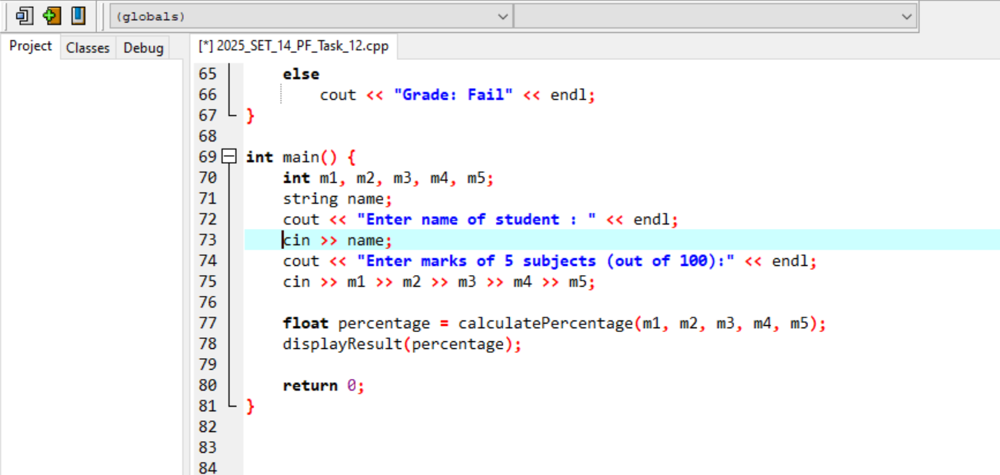 (globals)
Project Classes Debug
[*] 2025_SET_14_PF_Task_12.cpp
65 else
66 cout << "Grade: Fail" << endl;
67 }
68
69 int main() {
70 int m1, m2, m3, m4, m5;
71 string name;
72 cout << "Enter name of student : " << endl;
73 cin >> name;
74 cout << "Enter marks of 5 subjects (out of 100):" << endl;
75 cin >> m1 >> m2 >> m3 >> m4 >> m5;
76
77 float percentage = calculatePercentage(m1, m2, m3, m4, m5);
78 displayResult(percentage);
79
80 return 0;
81 }
82
83
84